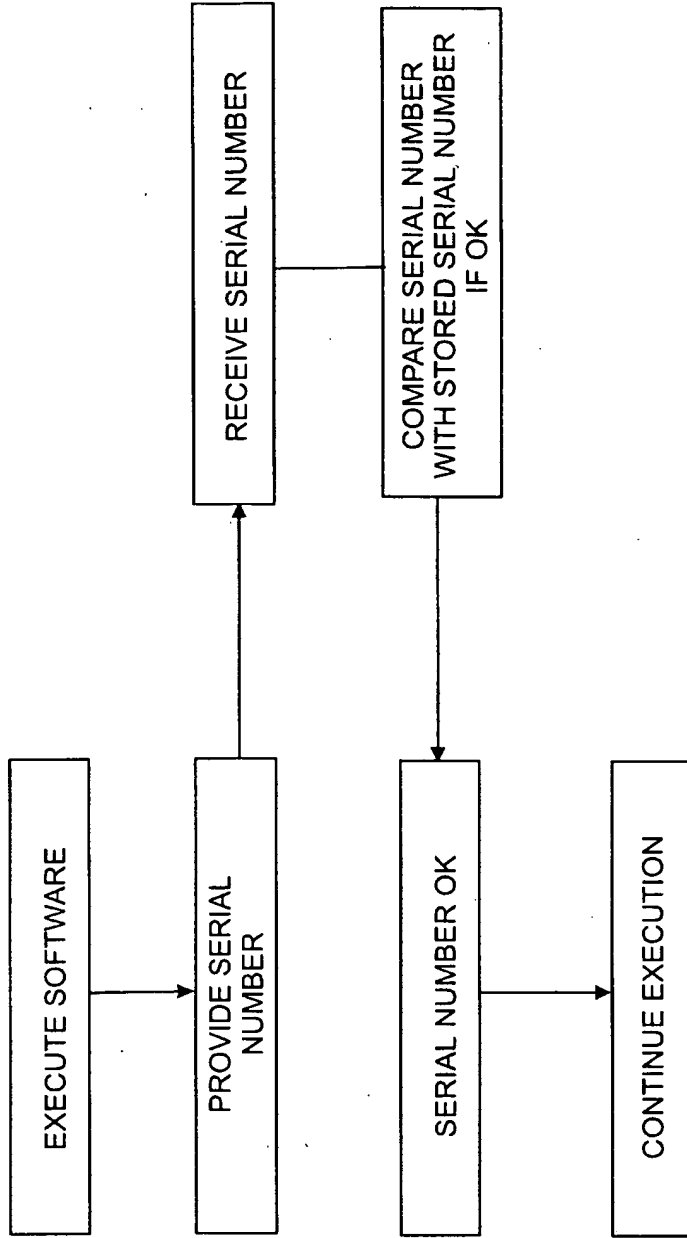 EXECUTE SOFTWARE
PROVIDE SERIAL
NUMBER
RECEIVE SERIAL NUMBER
COMPARE SERIAL NUMBER
WITH STORED SERIAL NUMBER
IF OK
SERIAL NUMBER OK
CONTINUE EXECUTION